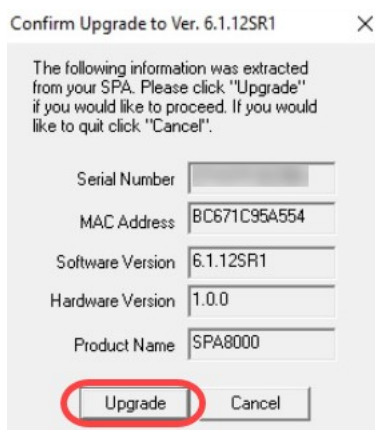 Confirm Upgrade to Ver. 6.1.12SR1
The following information was extracted
from your SPA. Please click "Upgrade"
if you would like to proceed. If you would
like to quit click "Cancel".
Serial Number
MAC Address BC671C95A554
Software Version 6.1.12SR1
Hardware Version 1.0.0
Product Name SPA8000
Upgrade Cancel